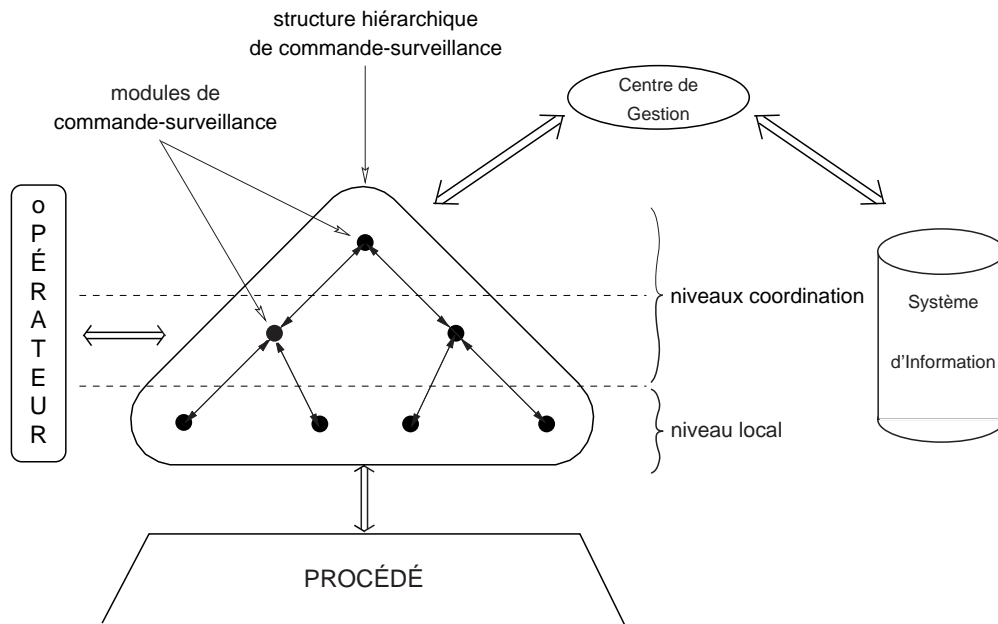 structure hiérarchique
de commande-surveillance
modules de
commande-surveillance
Centre de
Gestion
oPÉRATEUR
niveaux coordination
Système
d'Information
niveau local
PROCÉDÉ